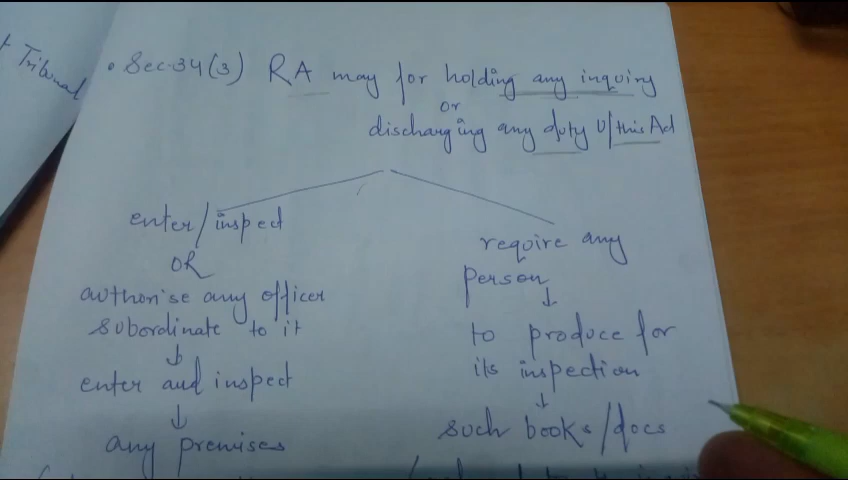 Tribunal
• Sec-34(3) RA may for holding any inquiry
or
discharging any duty U/this Act
enter/inspect
OR
authorise any officer
subordinate to it
↓
enter and inspect
↓
any premises
require any
person
↓
to produce for
its inspection
↓
such books/docs